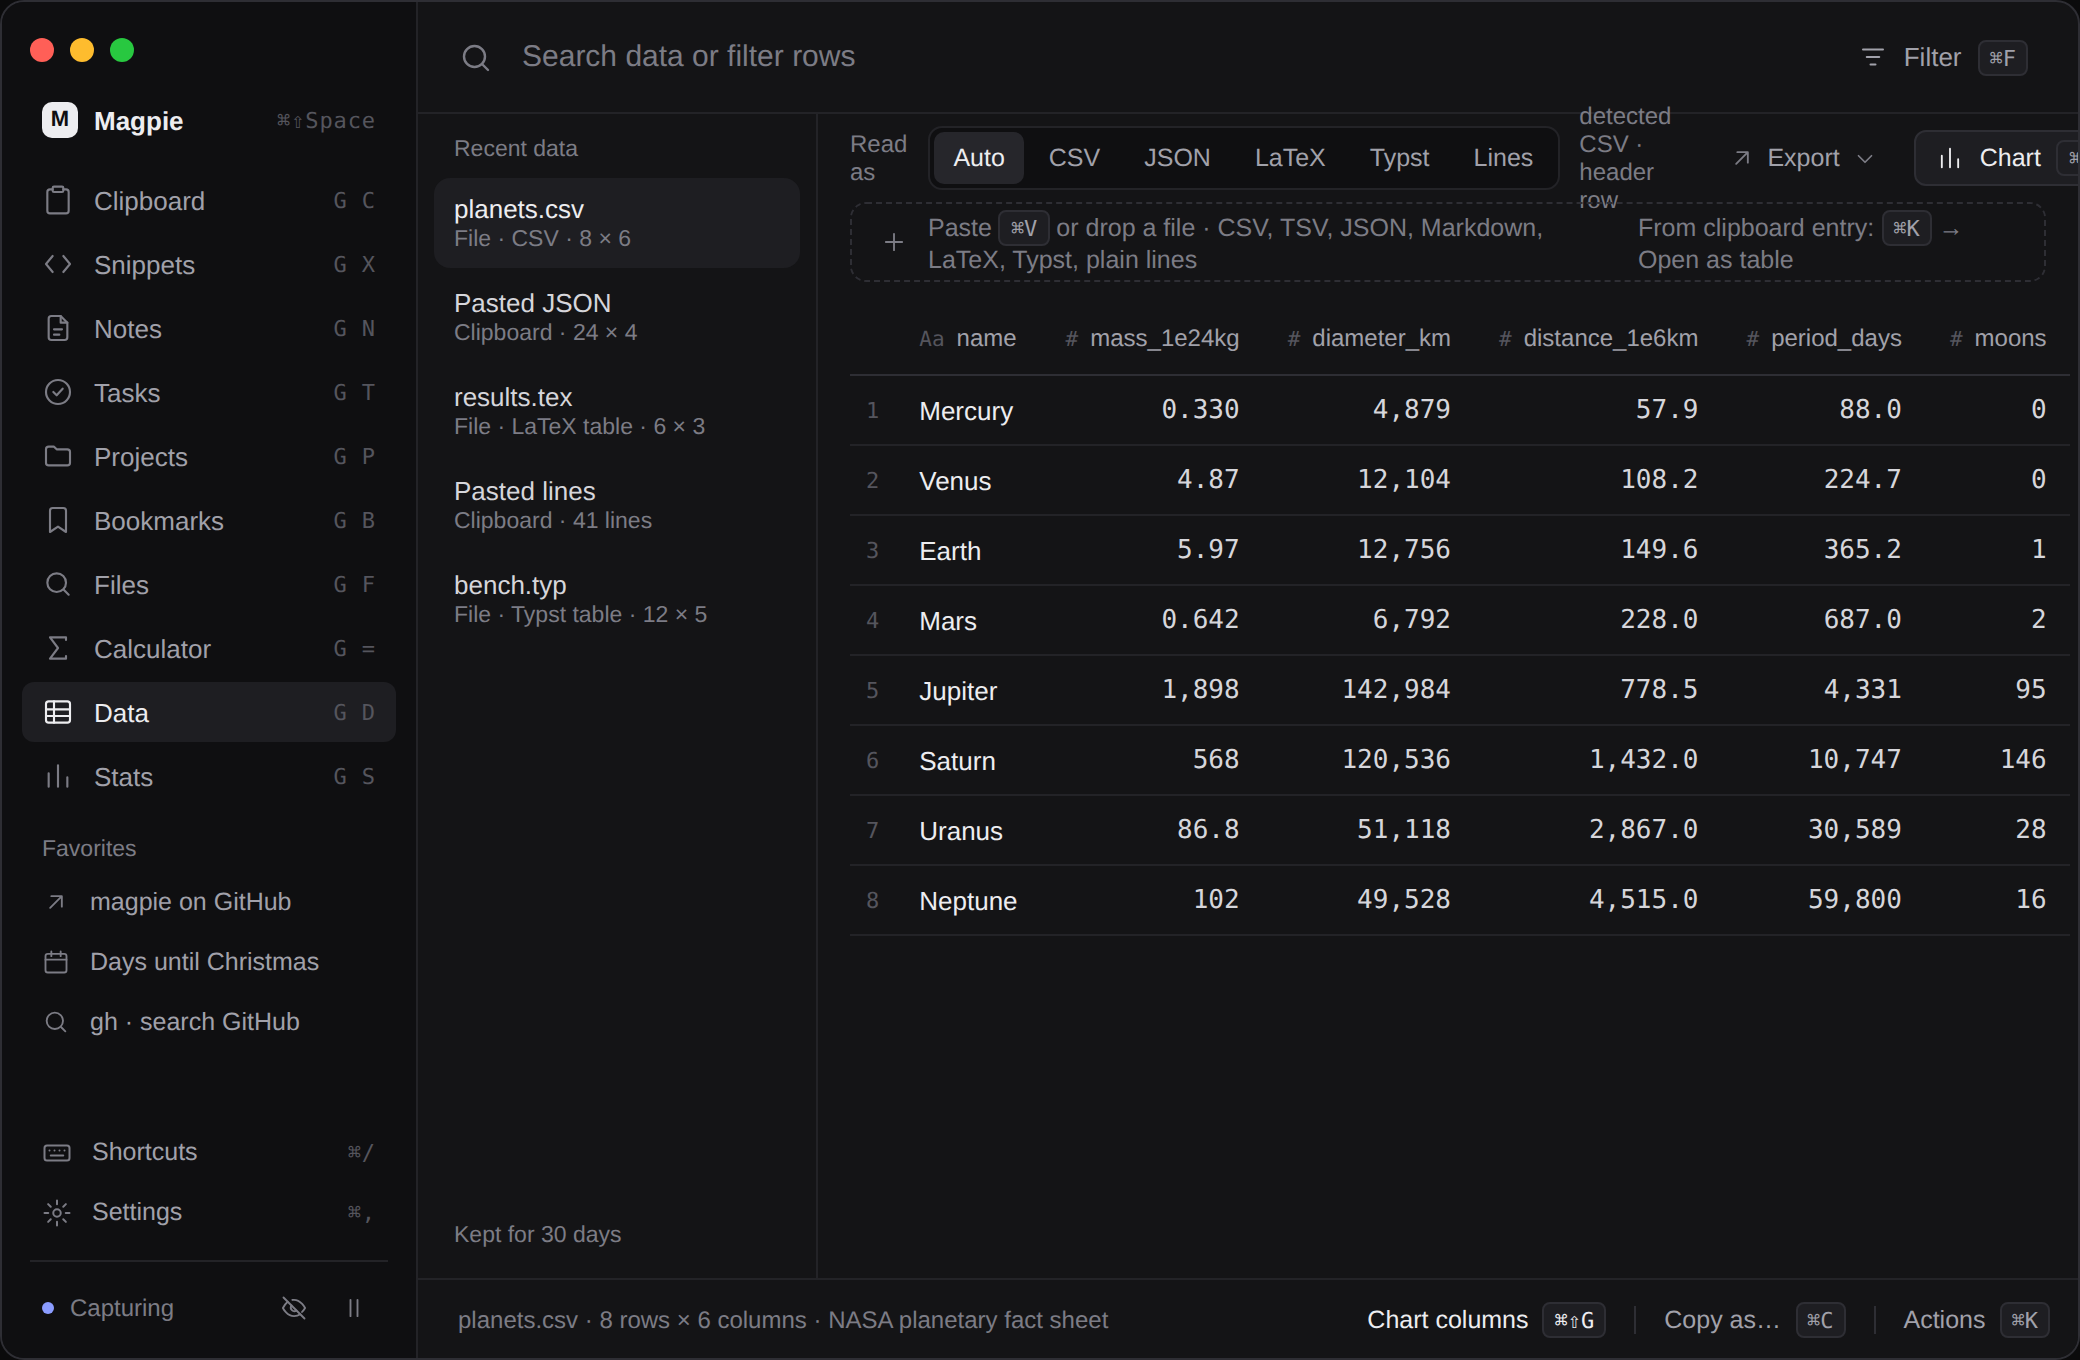 M Magpie ⌘⇧Space
Clipboard G C
Snippets G X
Notes G N
Tasks G T
Projects G P
Bookmarks G B
Files G F
Calculator G =
Data G D
Stats G S
Favorites
magpie on GitHub
Days until Christmas
gh · search GitHub
Shortcuts ⌘/
Settings ⌘,
Capturing
Search data or filter rows
Filter ⌘F
Recent data
planets.csv
File · CSV · 8 × 6
Pasted JSON
Clipboard · 24 × 4
results.tex
File · LaTeX table · 6 × 3
Pasted lines
Clipboard · 41 lines
bench.typ
File · Typst table · 12 × 5
Kept for 30 days
Read
as
Auto CSV JSON LaTeX Typst Lines
detected
CSV ·
header
row
Export
Chart ⌘
Paste ⌘V or drop a file · CSV, TSV, JSON, Markdown,
LaTeX, Typst, plain lines
From clipboard entry: ⌘K →
Open as table
Aa name # mass_1e24kg # diameter_km # distance_1e6km # period_days # moons
1 Mercury 0.330 4,879 57.9 88.0 0
2 Venus 4.87 12,104 108.2 224.7 0
3 Earth 5.97 12,756 149.6 365.2 1
4 Mars 0.642 6,792 228.0 687.0 2
5 Jupiter 1,898 142,984 778.5 4,331 95
6 Saturn 568 120,536 1,432.0 10,747 146
7 Uranus 86.8 51,118 2,867.0 30,589 28
8 Neptune 102 49,528 4,515.0 59,800 16
planets.csv · 8 rows × 6 columns · NASA planetary fact sheet
Chart columns ⌘⇧G
Copy as… ⌘C
Actions ⌘K